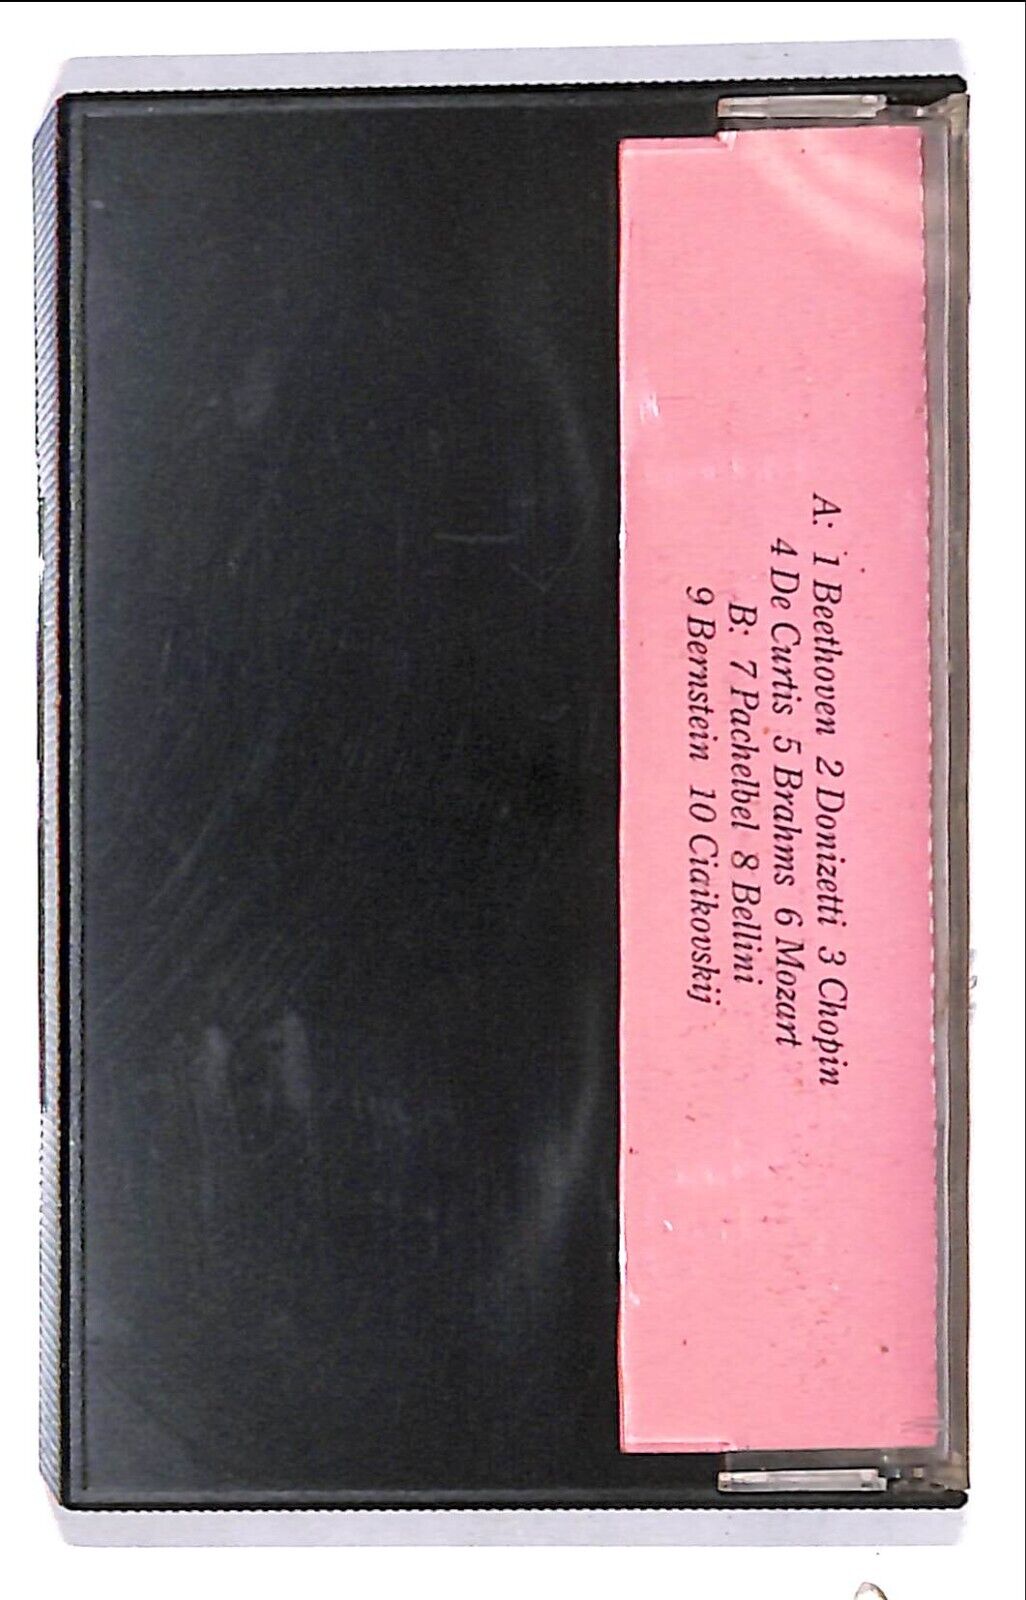 A: 1 Beethoven 2 Donizetti 3 Chopin
4 De Curtis 5 Brahms 6 Mozart
B: 7 Pachelbel 8 Bellini
9 Bernstein 10 Ciaikovskij